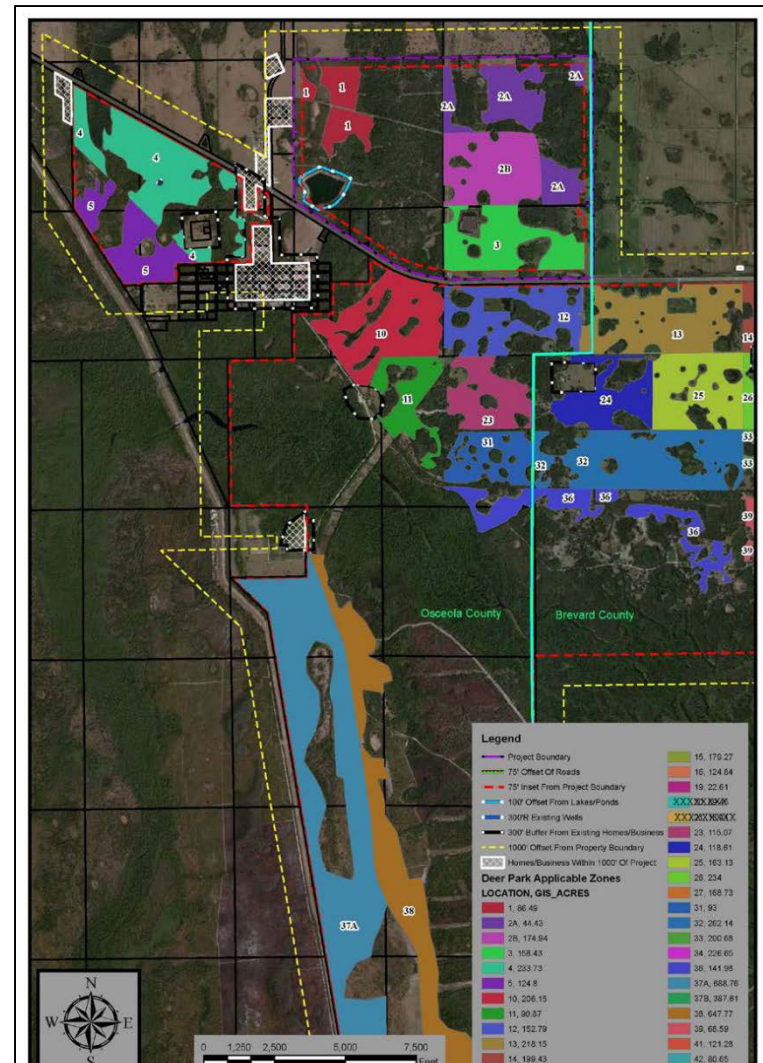 1
1
1
2A
2A
2A
2A
2B
3
4
4
4
5
5
10
11
12
13
14
23
24
25
26
31
32
32
33
33
36
36
36
39
39
Osceola County
Brevard County
37A
38
N
W
E
S
0 1,250 2,500 5,000 7,500
Feet
Legend
Project Boundary
75' Offset Of Roads
75' Inset From Project Boundary
100' Offset From Lakes/Ponds
300'R Existing Wells
300' Buffer From Existing Homes/Business
1000' Offset From Property Boundary
Homes/Business Within 1000' Of Project
Deer Park Applicable Zones
LOCATION, GIS_ACRES
1, 86.49
2A, 44.43
2B, 174.94
3, 158.43
4, 233.73
5, 124.8
10, 206.15
11, 90.87
12, 152.79
13, 218.15
14, 199.43
15, 179.27
16, 124.84
19, 22.61
23, 115.07
24, 118.61
25, 163.13
27, 168.73
31, 93
32, 262.14
33, 200.68
34, 226.65
36, 141.98
37A, 688.76
37B, 387.61
38, 647.77
39, 66.59
41, 121.28
42, 80.65